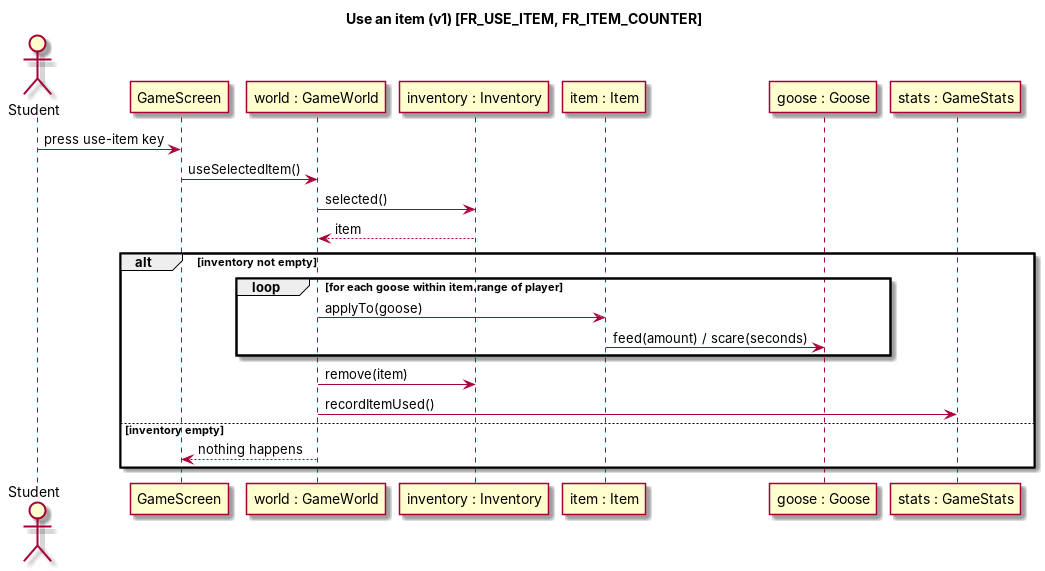 Use an item (v1) [FR_USE_ITEM, FR_ITEM_COUNTER]
Student
GameScreen
world : GameWorld
inventory : Inventory
item : Item
goose : Goose
stats : GameStats
press use-item key
useSelectedItem()
selected()
item
alt
[inventory not empty]
loop
[for each goose within item.range of player]
applyTo(goose)
feed(amount) / scare(seconds)
remove(item)
recordItemUsed()
[inventory empty]
nothing happens
Student
GameScreen
world : GameWorld
inventory : Inventory
item : Item
goose : Goose
stats : GameStats